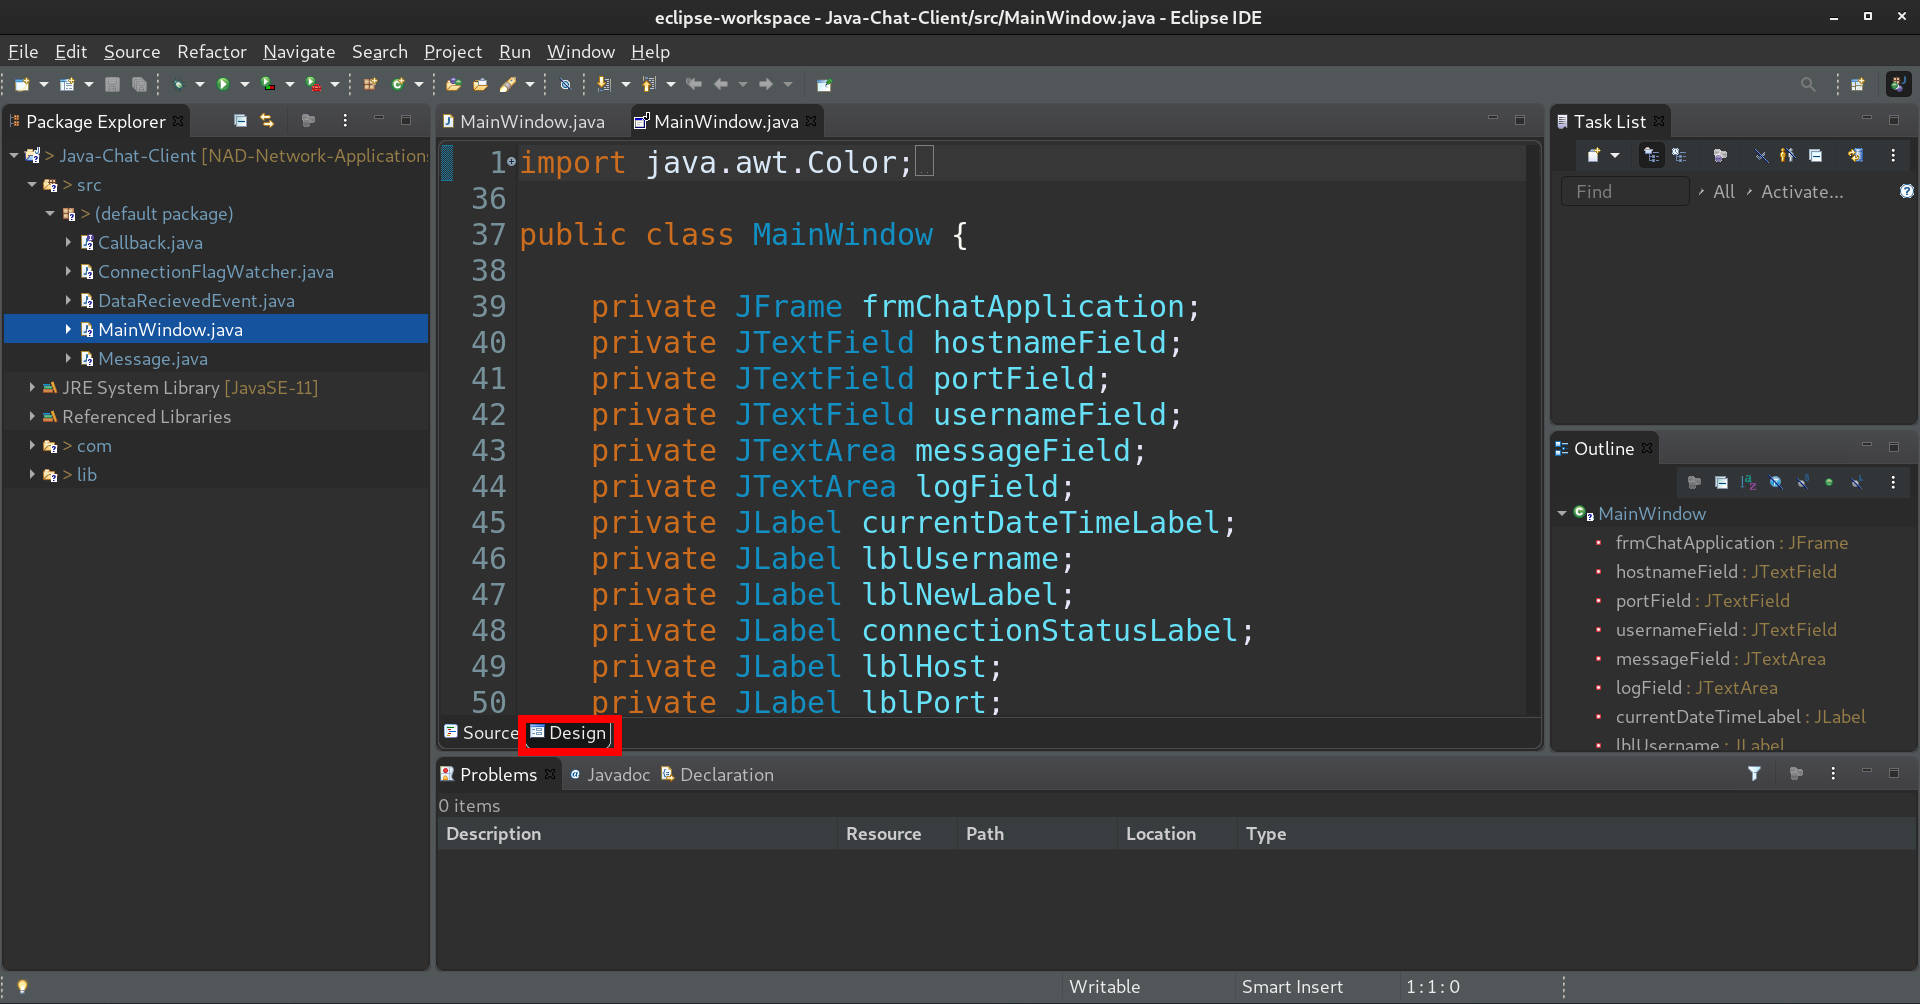 eclipse-workspace - Java-Chat-Client/src/MainWindow.java - Eclipse IDE
File Edit Source Refactor Navigate Search Project Run Window Help
Package Explorer
> Java-Chat-Client [NAD-Network-Application
> src
> (default package)
Callback.java
ConnectionFlagWatcher.java
DataRecievedEvent.java
MainWindow.java
Message.java
JRE System Library [JavaSE-11]
Referenced Libraries
> com
> lib
MainWindow.java MainWindow.java
1 import java.awt.Color;
36
37 public class MainWindow {
38
39 private JFrame frmChatApplication;
40 private JTextField hostnameField;
41 private JTextField portField;
42 private JTextField usernameField;
43 private JTextArea messageField;
44 private JTextArea logField;
45 private JLabel currentDateTimeLabel;
46 private JLabel lblUsername;
47 private JLabel lblNewLabel;
48 private JLabel connectionStatusLabel;
49 private JLabel lblHost;
50 private JLabel lblPort;
Source Design
Problems Javadoc Declaration
0 items
Description Resource Path Location Type
Task List
Find All Activate...
Outline
MainWindow
frmChatApplication : JFrame
hostnameField : JTextField
portField : JTextField
usernameField : JTextField
messageField : JTextArea
logField : JTextArea
currentDateTimeLabel : JLabel
lblUsername : JLabel
Writable Smart Insert 1 : 1 : 0